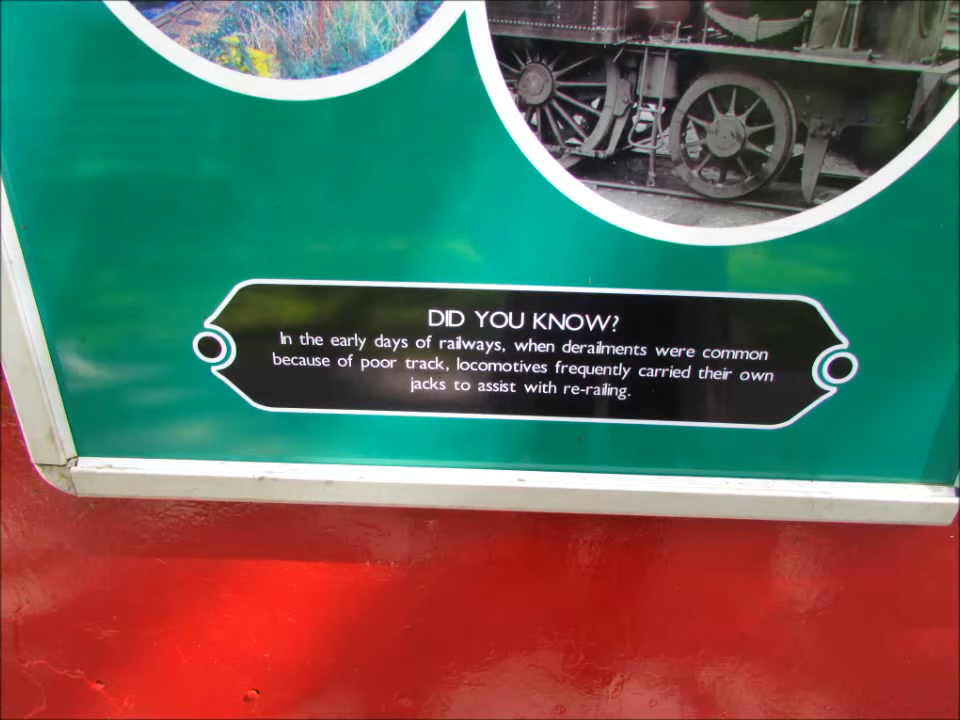 DID YOU KNOW?
In the early days of railways, when derailments were common
because of poor track, locomotives frequently carried their own
jacks to assist with re-railing.